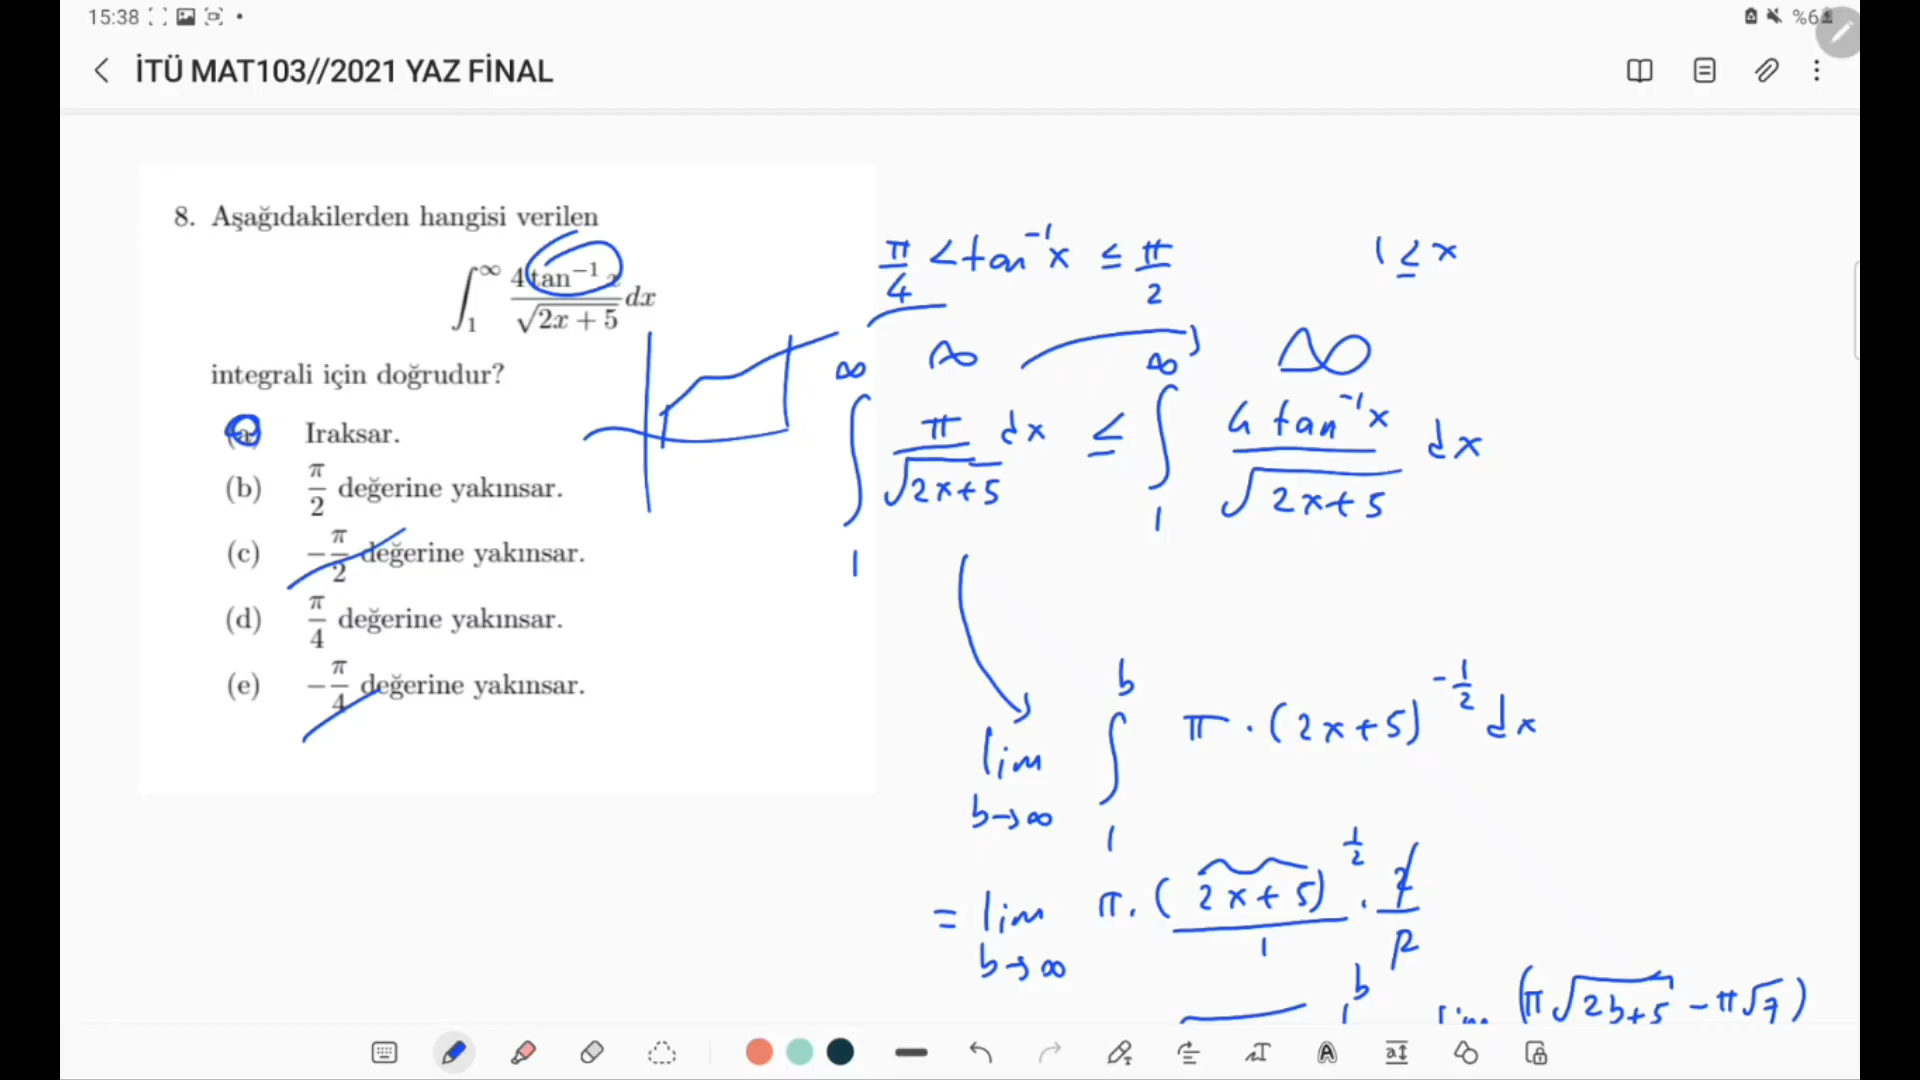 15:38
%6
İTÜ MAT103//2021 YAZ FİNAL
8. Aşağıdakilerden hangisi verilen
∫₁^∞ 4 tan⁻¹ x / √(2x + 5) dx
integrali için doğrudur?
(a) Iraksar.
(b) π/2 değerine yakınsar.
(c) −π/2 değerine yakınsar.
(d) π/4 değerine yakınsar.
(e) −π/4 değerine yakınsar.
π/4 < tan⁻¹x ≤ π/2
1 ≤ x
∞ ∞
∫₁^∞ π/√(2x+5) dx ≤ ∫₁^∞ 4 tan⁻¹x/√(2x+5) dx
lim b→∞ ∫₁^b π · (2x+5)^(-1/2) dx
= lim b→∞ π · (2x+5)^(1/2) / 1 · 2/2
b
lim (π√(2b+5) − π√7)